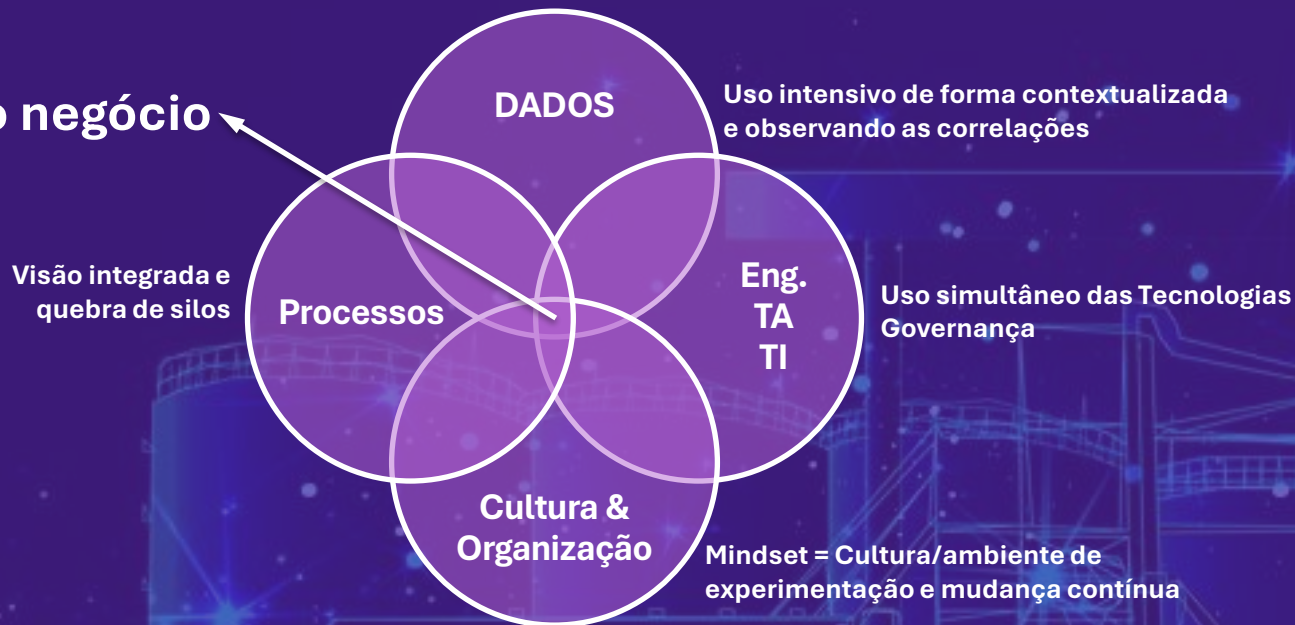 o negócio
DADOS
Uso intensivo de forma contextualizada
e observando as correlações
Visão integrada e
quebra de silos
Processos
Eng.
TA
TI
Uso simultâneo das Tecnologias
Governança
Cultura &
Organização
Mindset = Cultura/ambiente de
experimentação e mudança contínua